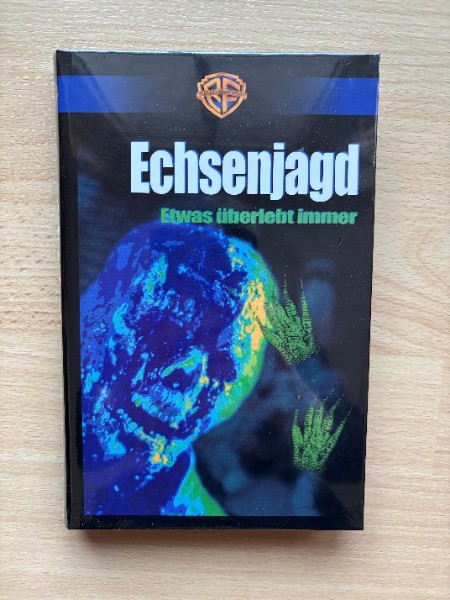 Echsenjagd
Etwas überlebt immer